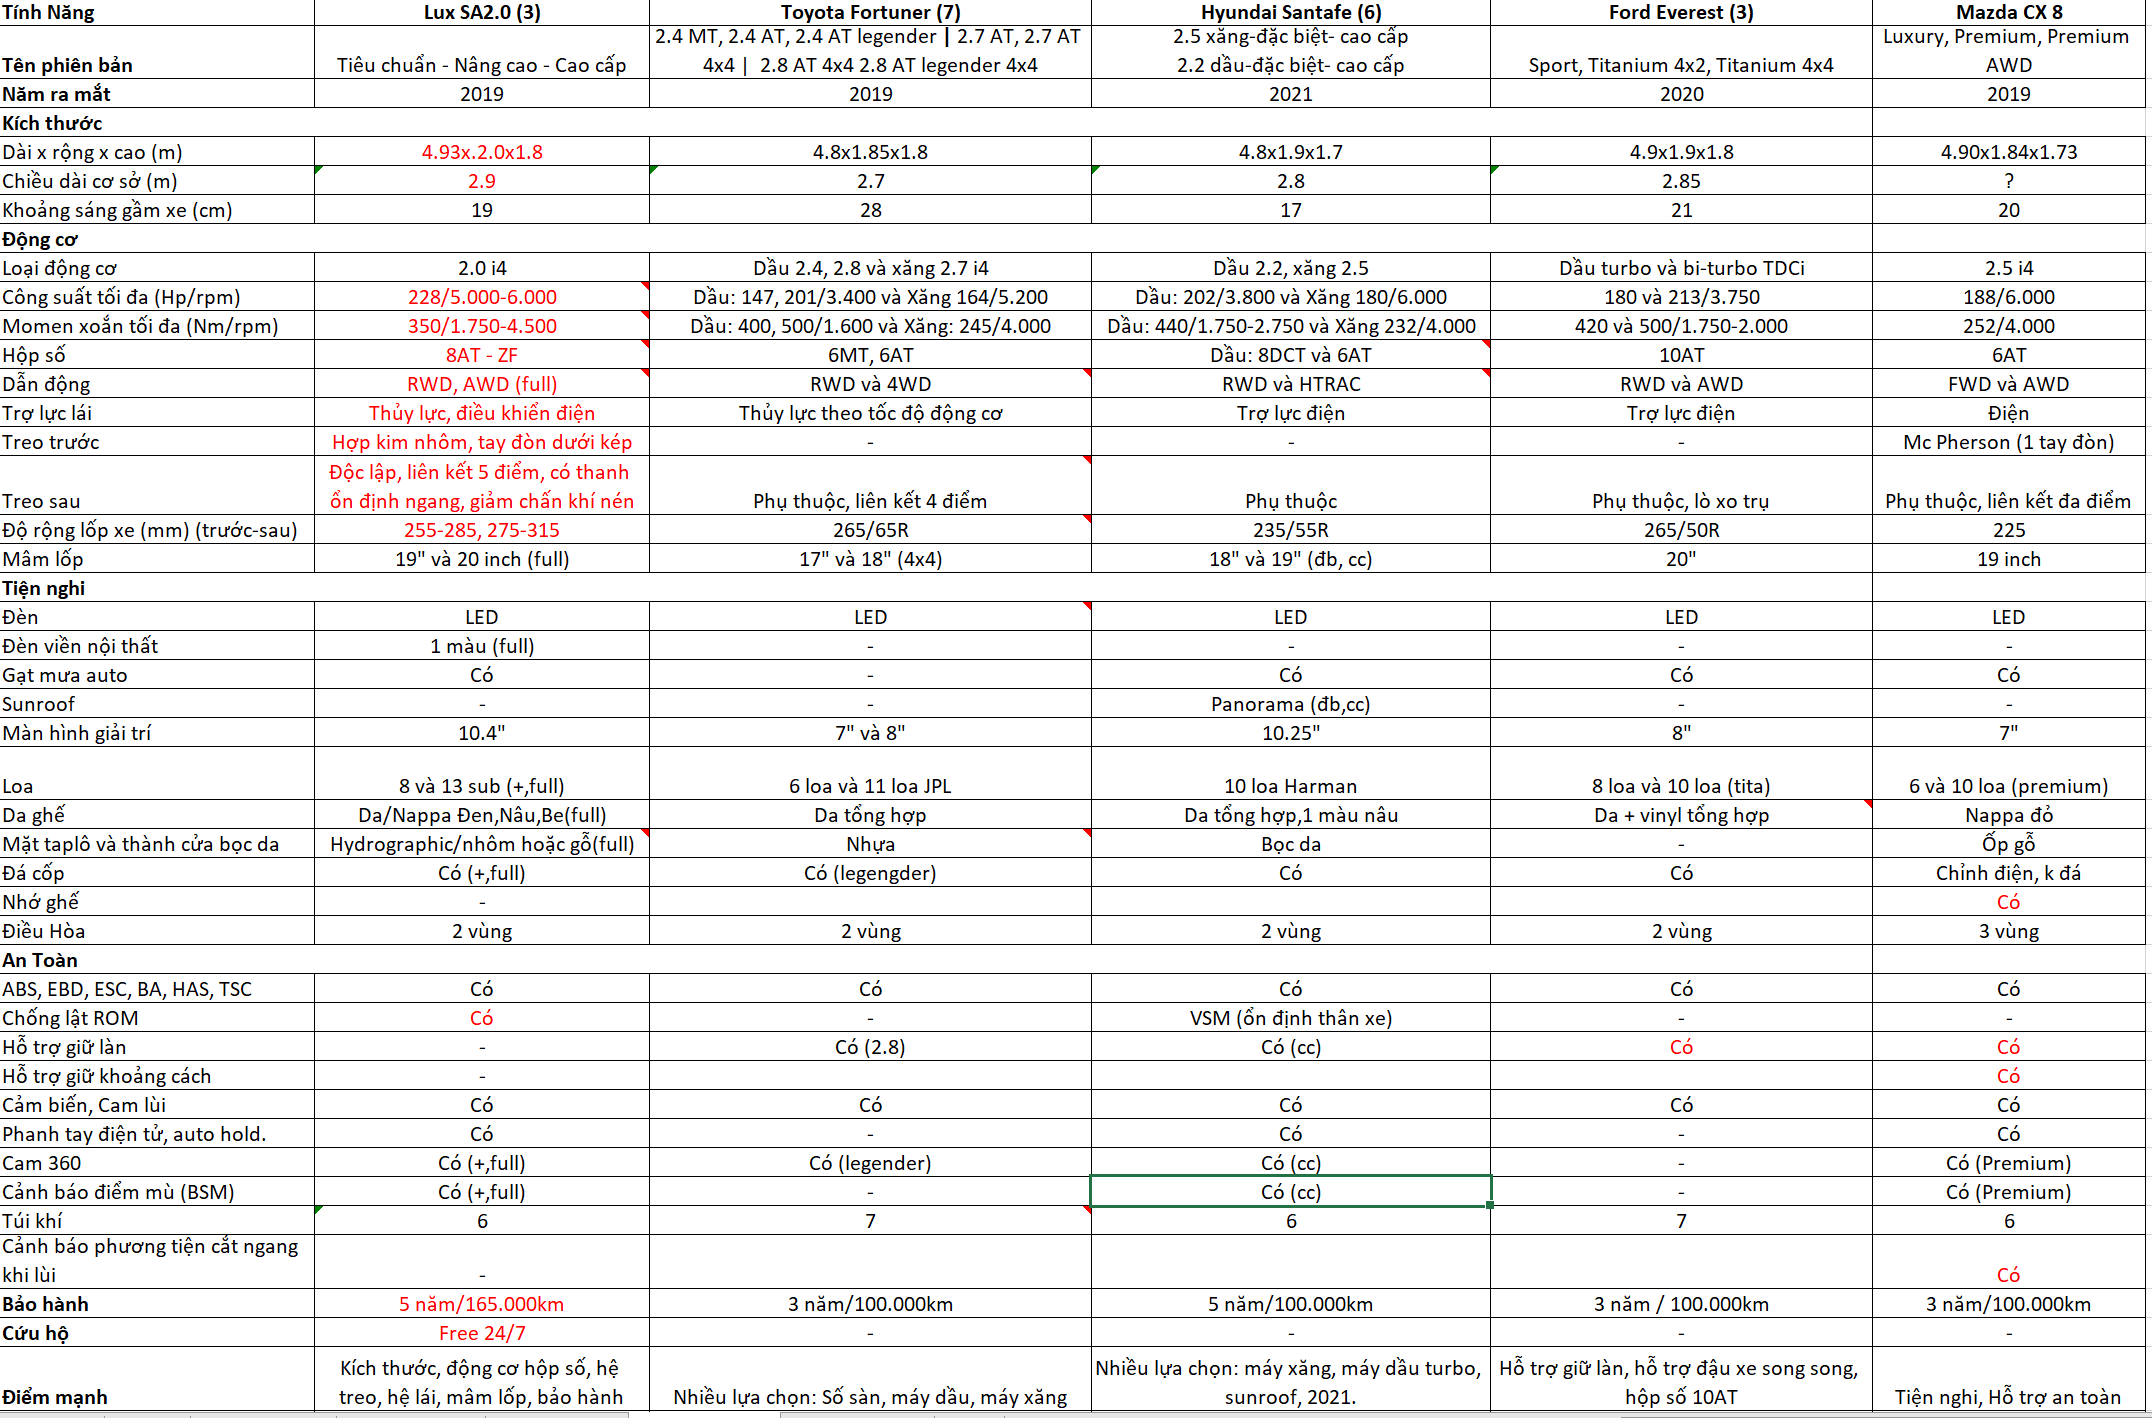 Tính Năng	Lux SA2.0 (3)	Toyota Fortuner (7)	Hyundai Santafe (6)	Ford Everest (3)	Mazda CX 8
2.4 MT, 2.4 AT, 2.4 AT legender | 2.7 AT, 2.7 AT	2.5 xăng-đặc biệt- cao cấp	Luxury, Premium, Premium
Tên phiên bản	Tiêu chuẩn - Nâng cao - Cao cấp	4x4 | 2.8 AT 4x4 2.8 AT legender 4x4	2.2 dầu-đặc biệt- cao cấp	Sport, Titanium 4x2, Titanium 4x4	AWD
Năm ra mắt	2019	2019	2021	2020	2019
Kích thước
Dài x rộng x cao (m)	4.93x.2.0x1.8	4.8x1.85x1.8	4.8x1.9x1.7	4.9x1.9x1.8	4.90x1.84x1.73
Chiều dài cơ sở (m)	2.9	2.7	2.8	2.85	?
Khoảng sáng gầm xe (cm)	19	28	17	21	20
Động cơ
Loại động cơ	2.0 i4	Dầu 2.4, 2.8 và xăng 2.7 i4	Dầu 2.2, xăng 2.5	Dầu turbo và bi-turbo TDCi	2.5 i4
Công suất tối đa (Hp/rpm)	228/5.000-6.000	Dầu: 147, 201/3.400 và Xăng 164/5.200	Dầu: 202/3.800 và Xăng 180/6.000	180 và 213/3.750	188/6.000
Momen xoắn tối đa (Nm/rpm)	350/1.750-4.500	Dầu: 400, 500/1.600 và Xăng: 245/4.000	Dầu: 440/1.750-2.750 và Xăng 232/4.000	420 và 500/1.750-2.000	252/4.000
Hộp số	8AT - ZF	6MT, 6AT	Dầu: 8DCT và 6AT	10AT	6AT
Dẫn động	RWD, AWD (full)	RWD và 4WD	RWD và HTRAC	RWD và AWD	FWD và AWD
Trợ lực lái	Thủy lực, điều khiển điện	Thủy lực theo tốc độ động cơ	Trợ lực điện	Trợ lực điện	Điện
Treo trước	Hợp kim nhôm, tay đòn dưới kép	-	-	-	Mc Pherson (1 tay đòn)
Độc lập, liên kết 5 điểm, có thanh
Treo sau	ổn định ngang, giảm chấn khí nén	Phụ thuộc, liên kết 4 điểm	Phụ thuộc	Phụ thuộc, lò xo trụ	Phụ thuộc, liên kết đa điểm
Độ rộng lốp xe (mm) (trước-sau)	255-285, 275-315	265/65R	235/55R	265/50R	225
Mâm lốp	19" và 20 inch (full)	17" và 18" (4x4)	18" và 19" (đb, cc)	20"	19 inch
Tiện nghi
Đèn	LED	LED	LED	LED	LED
Đèn viền nội thất	1 màu (full)	-	-	-	-
Gạt mưa auto	Có	-	Có	Có	Có
Sunroof	-	-	Panorama (đb,cc)	-	-
Màn hình giải trí	10.4"	7" và 8"	10.25"	8"	7"
Loa	8 và 13 sub (+,full)	6 loa và 11 loa JPL	10 loa Harman	8 loa và 10 loa (tita)	6 và 10 loa (premium)
Da ghế	Da/Nappa Đen,Nâu,Be(full)	Da tổng hợp	Da tổng hợp,1 màu nâu	Da + vinyl tổng hợp	Nappa đỏ
Mặt taplô và thành cửa bọc da	Hydrographic/nhôm hoặc gỗ(full)	Nhựa	Bọc da	-	Ốp gỗ
Đá cốp	Có (+,full)	Có (legengder)	Có	Có	Chỉnh điện, k đá
Nhớ ghế	-	Có
Điều Hòa	2 vùng	2 vùng	2 vùng	2 vùng	3 vùng
An Toàn
ABS, EBD, ESC, BA, HAS, TSC	Có	Có	Có	Có	Có
Chống lật ROM	Có	-	VSM (ổn định thân xe)	-	-
Hỗ trợ giữ làn	-	Có (2.8)	Có (cc)	Có	Có
Hỗ trợ giữ khoảng cách	-	Có
Cảm biến, Cam lùi	Có	Có	Có	Có	Có
Phanh tay điện tử, auto hold.	Có	-	Có	-	Có
Cam 360	Có (+,full)	Có (legender)	Có (cc)	-	Có (Premium)
Cảnh báo điểm mù (BSM)	Có (+,full)	-	Có (cc)	-	Có (Premium)
Túi khí	6	7	6	7	6
Cảnh báo phương tiện cắt ngang
khi lùi	-	Có
Bảo hành	5 năm/165.000km	3 năm/100.000km	5 năm/100.000km	3 năm / 100.000km	3 năm/100.000km
Cứu hộ	Free 24/7	-	-	-	-
Kích thước, động cơ hộp số, hệ	Nhiều lựa chọn: máy xăng, máy dầu turbo,	Hỗ trợ giữ làn, hỗ trợ đậu xe song song,
Điểm mạnh	treo, hệ lái, mâm lốp, bảo hành	Nhiều lựa chọn: Số sàn, máy dầu, máy xăng	sunroof, 2021.	hộp số 10AT	Tiện nghi, Hỗ trợ an toàn